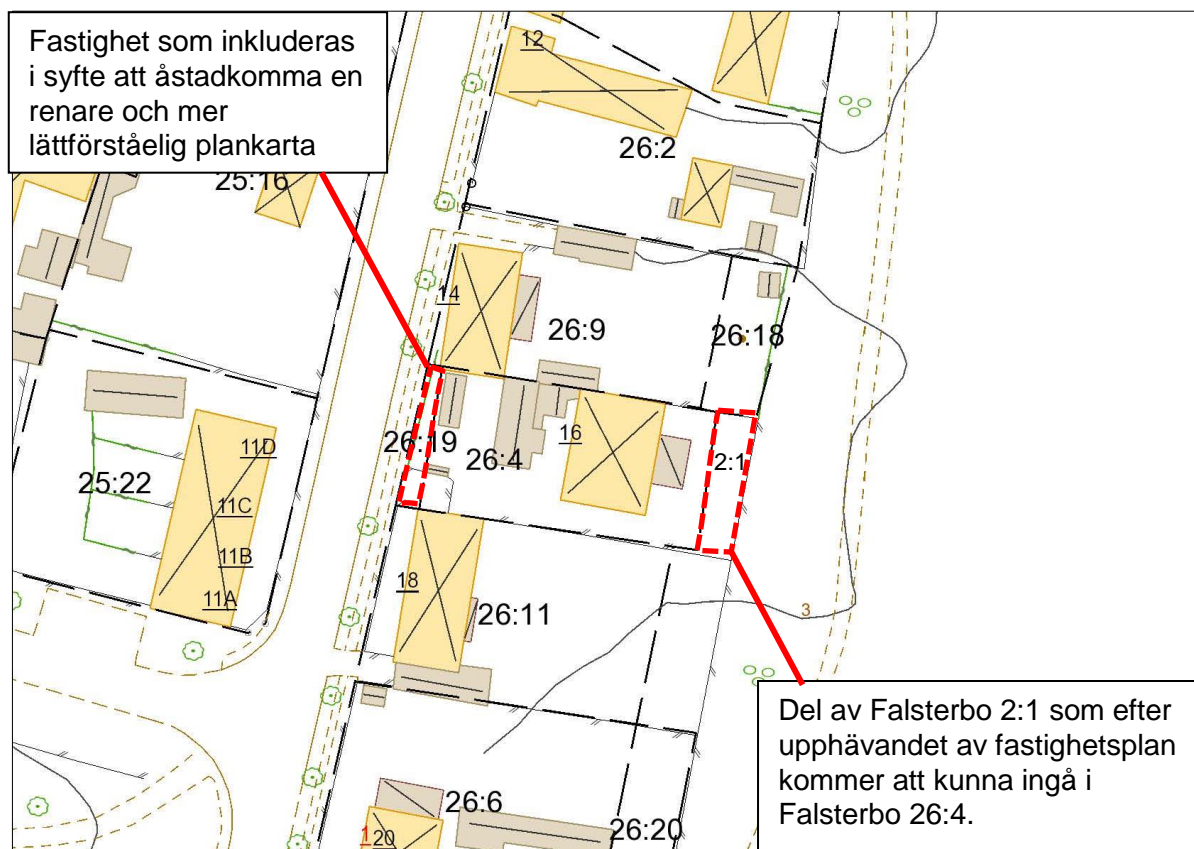 Fastighet som inkluderas
i syfte att åstadkomma en
renare och mer
lättförståelig plankarta
12
26:2
25:16
14
26:9
26:18
16
26:19
26:4
2:1
11D
25:22
11C
11B
11A
18
26:11
3
Del av Falsterbo 2:1 som efter
upphävandet av fastighetsplan
kommer att kunna ingå i
Falsterbo 26:4.
26:6
1 20
26:20